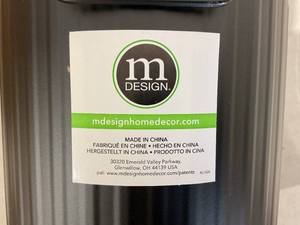 m
DESIGN.
mdesignhomedecor.com
MADE IN CHINA
FABRIQUÉ EN CHINE • HECHO EN CHINA
HERGESTELLT IN CHINA • PRODOTTO IN CINA
30320 Emerald Valley Parkway,
Glenwillow, OH 44139 USA
www.mdesignhomedecor.com/patents